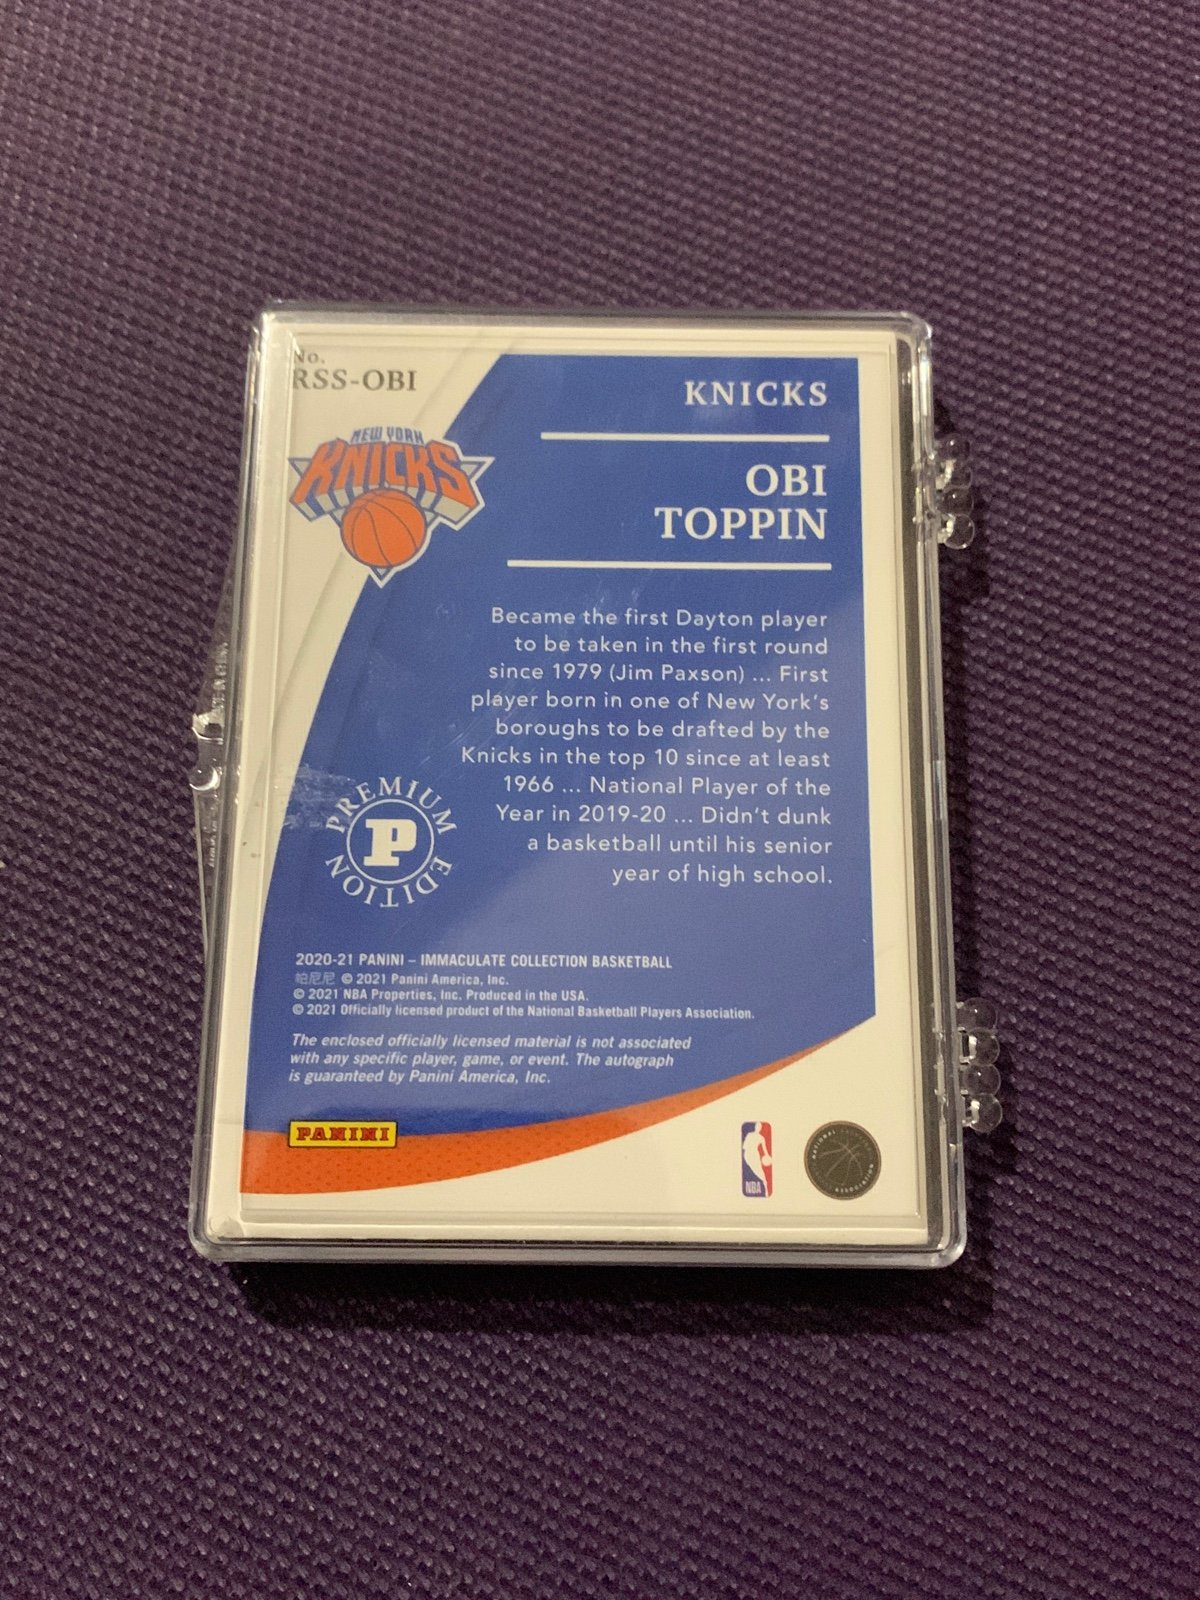 No.
RSS-OBI
NEW YORK
KNICKS
KNICKS
OBI
TOPPIN
Became the first Dayton player
to be taken in the first round
since 1979 (Jim Paxson) ... First
player born in one of New York's
boroughs to be drafted by the
Knicks in the top 10 since at least
1966 ... National Player of the
Year in 2019-20 ... Didn't dunk
a basketball until his senior
year of high school.
PREMIUM
P
EDITION
2020-21 PANINI – IMMACULATE COLLECTION BASKETBALL
帕尼尼 © 2021 Panini America, Inc.
© 2021 NBA Properties, Inc. Produced in the USA.
© 2021 Officially licensed product of the National Basketball Players Association.
The enclosed officially licensed material is not associated
with any specific player, game, or event. The autograph
is guaranteed by Panini America, Inc.
PANINI
NBA
NATIONAL
ASSOCIATION